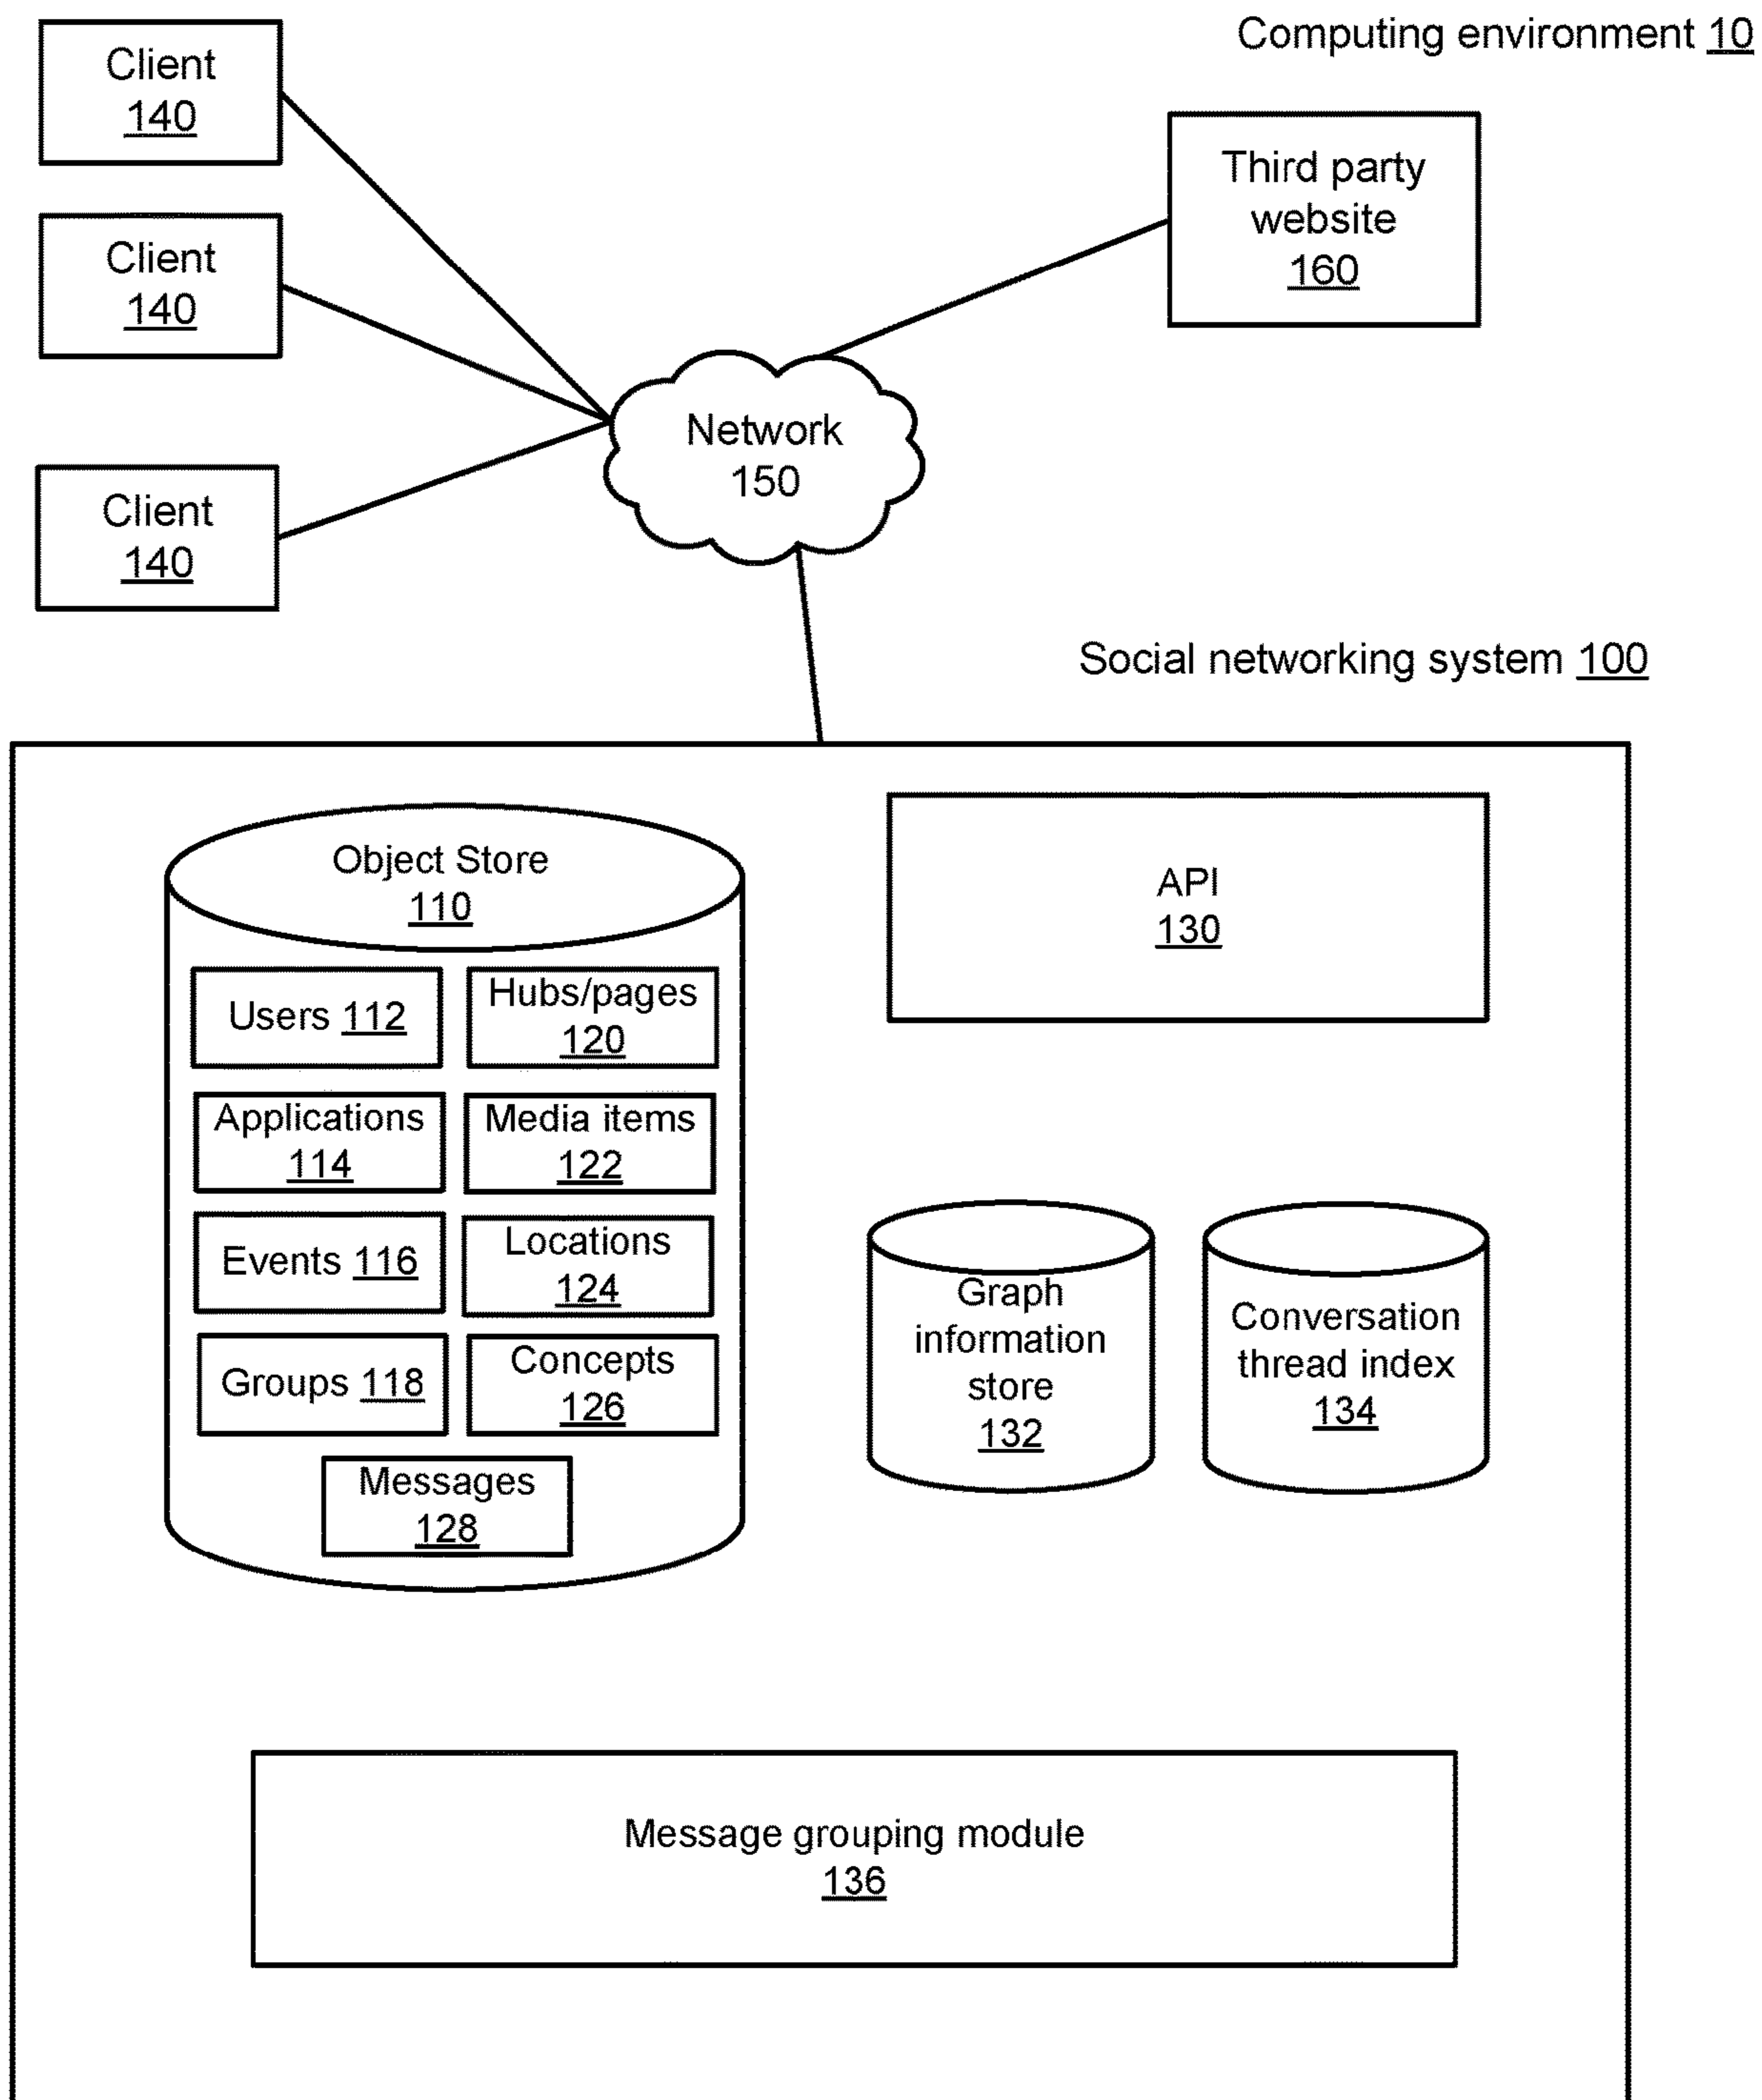 Computing environment 10
Client
140
Client
140
Client
140
Third party
website
160
Network
150
Social networking system 100
Object Store
110
Users 112
Hubs/pages
120
Applications
114
Media items
122
Events 116
Locations
124
Groups 118
Concepts
126
Messages
128
API
130
Graph
information
store
132
Conversation
thread index
134
Message grouping module
136